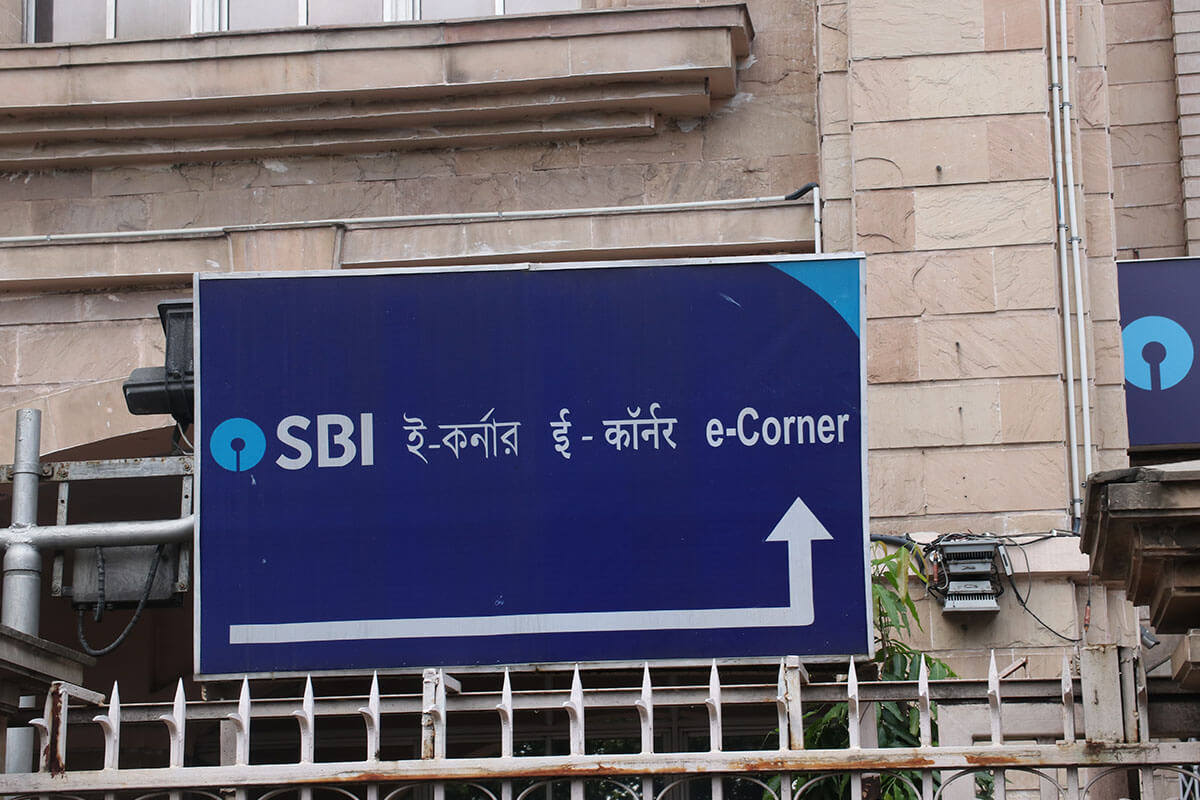 SBI ই-কর্নার ई - कॉर्नर e-Corner